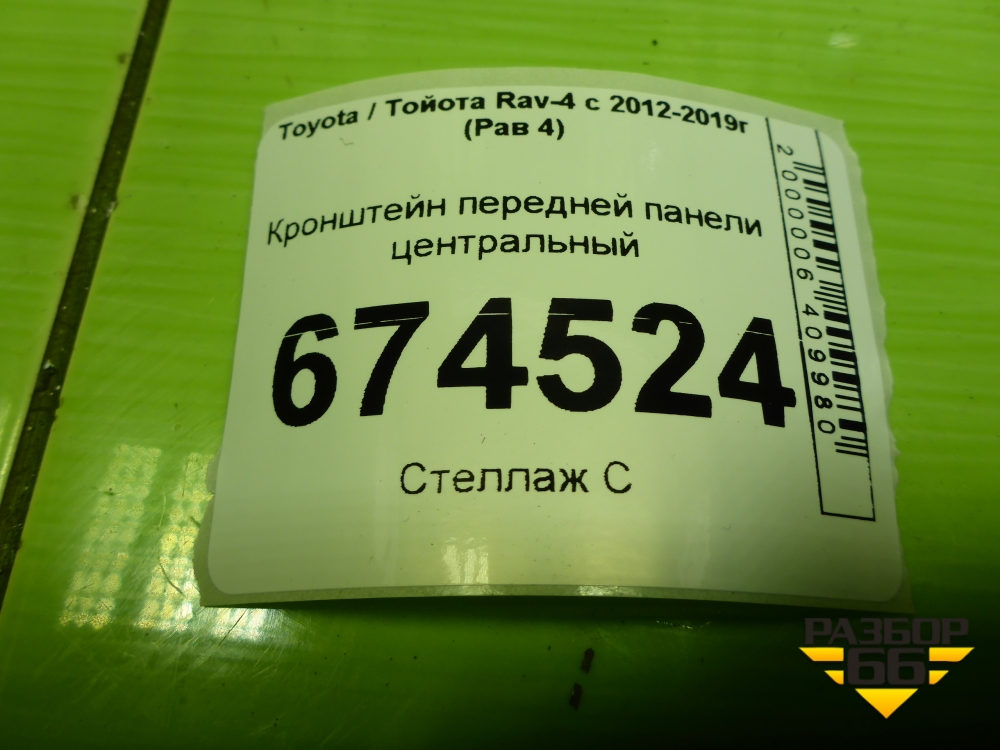 Toyota / Тойота Rav-4 с 2012-2019г
(Рав 4)
Кронштейн передней панели
центральный
674524
Стеллаж С
2000006409980
РАЗБОР
66